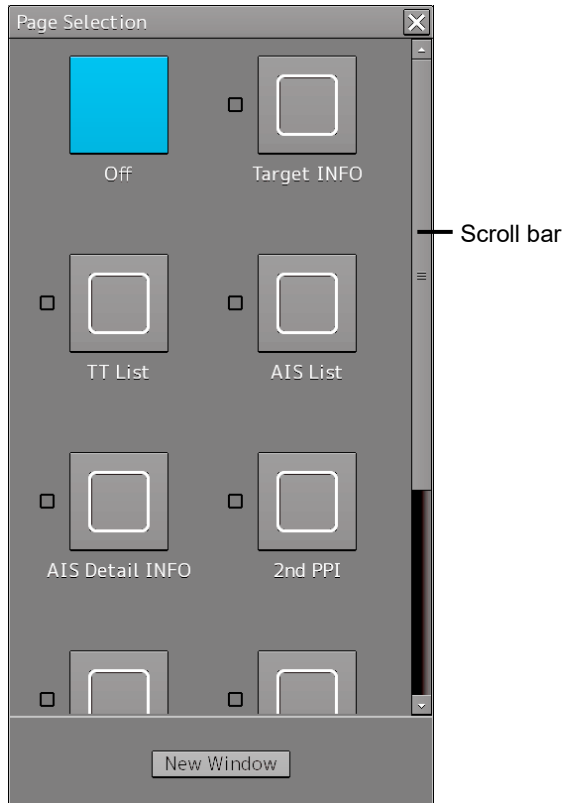 Page Selection
Off
Target INFO
Scroll bar
TT List
AIS List
AIS Detail INFO
2nd PPI
New Window